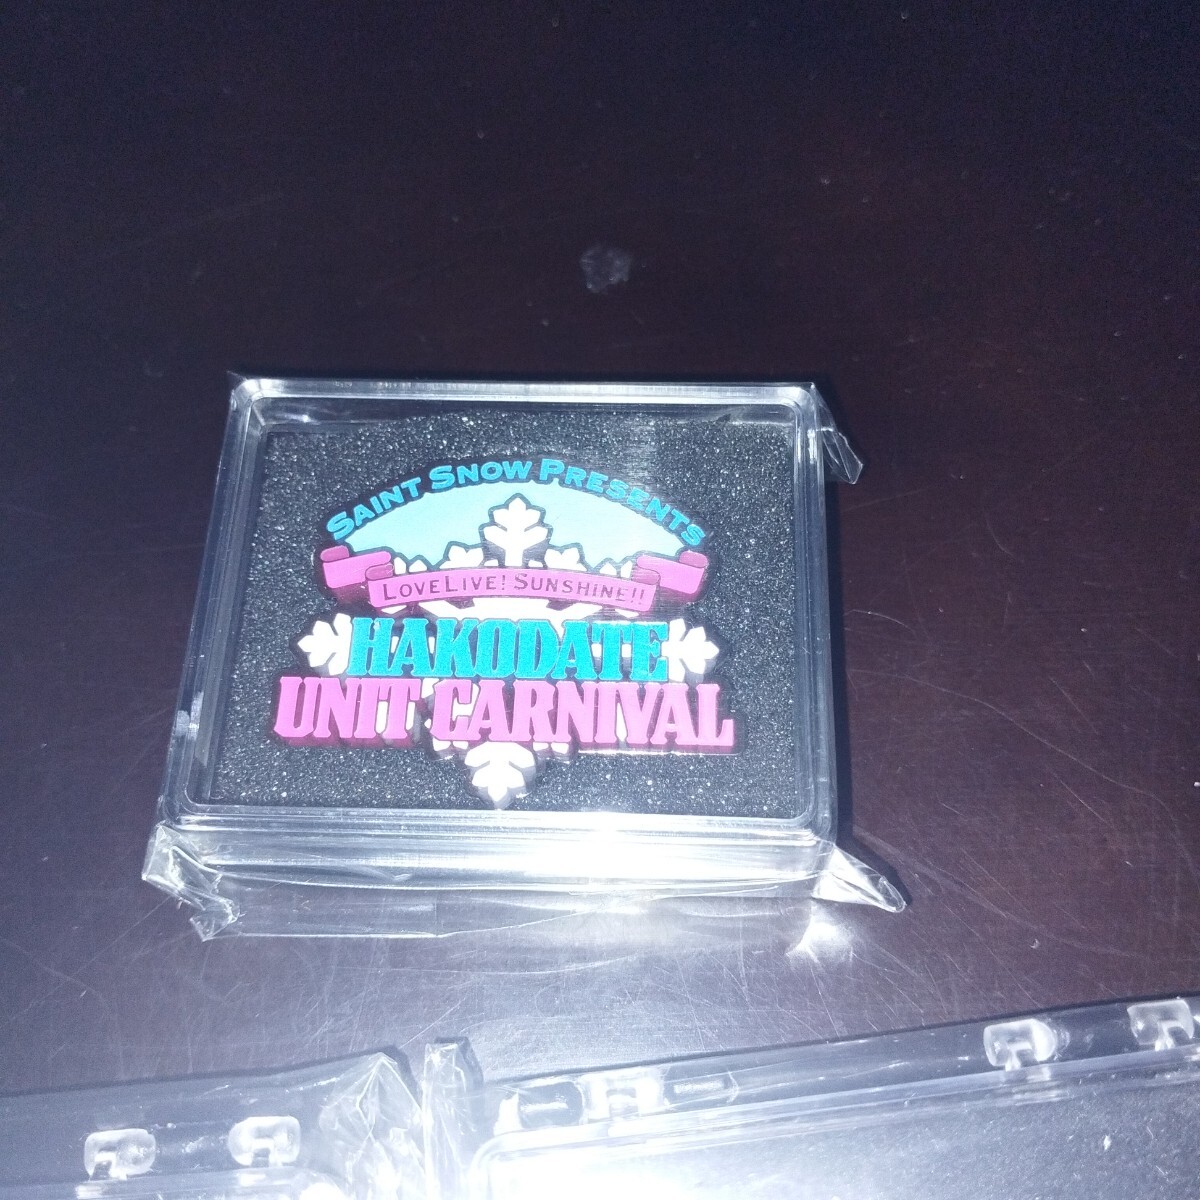 SAINT SNOW PRESENTS
LOVELIVE! SUNSHINE!!
HAKODATE
UNIT CARNIVAL